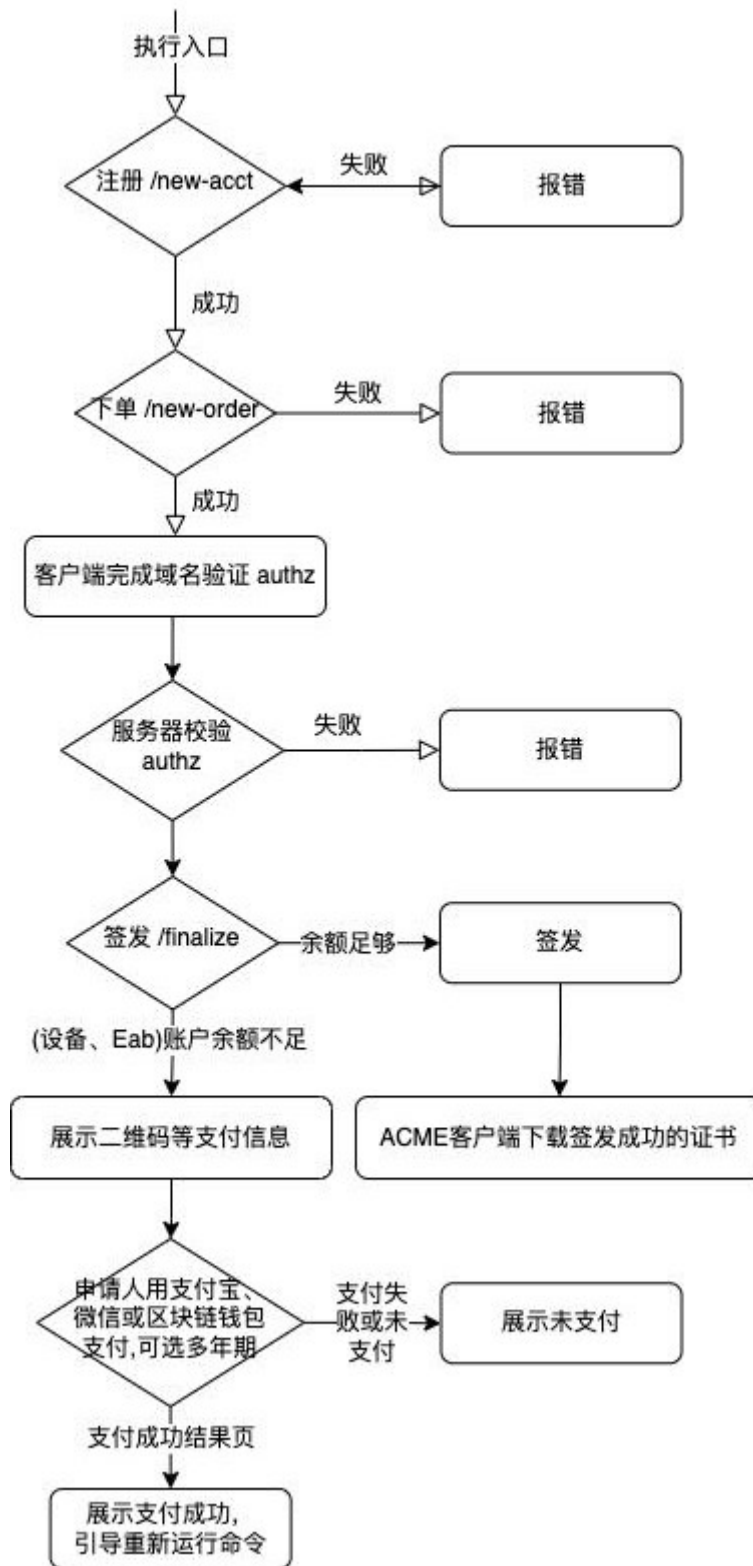 执行入口
注册 /new-acct
失败
报错
成功
下单 /new-order
失败
报错
成功
客户端完成域名验证 authz
服务器校验
authz
失败
报错
签发 /finalize
余额足够
签发
(设备、Eab)账户余额不足
展示二维码等支付信息
ACME客户端下载签发成功的证书
申请人用支付宝、
微信或区块链钱包
支付,可选多年期
支付失
败或未
支付
展示未支付
支付成功结果页
展示支付成功，
引导重新运行命令